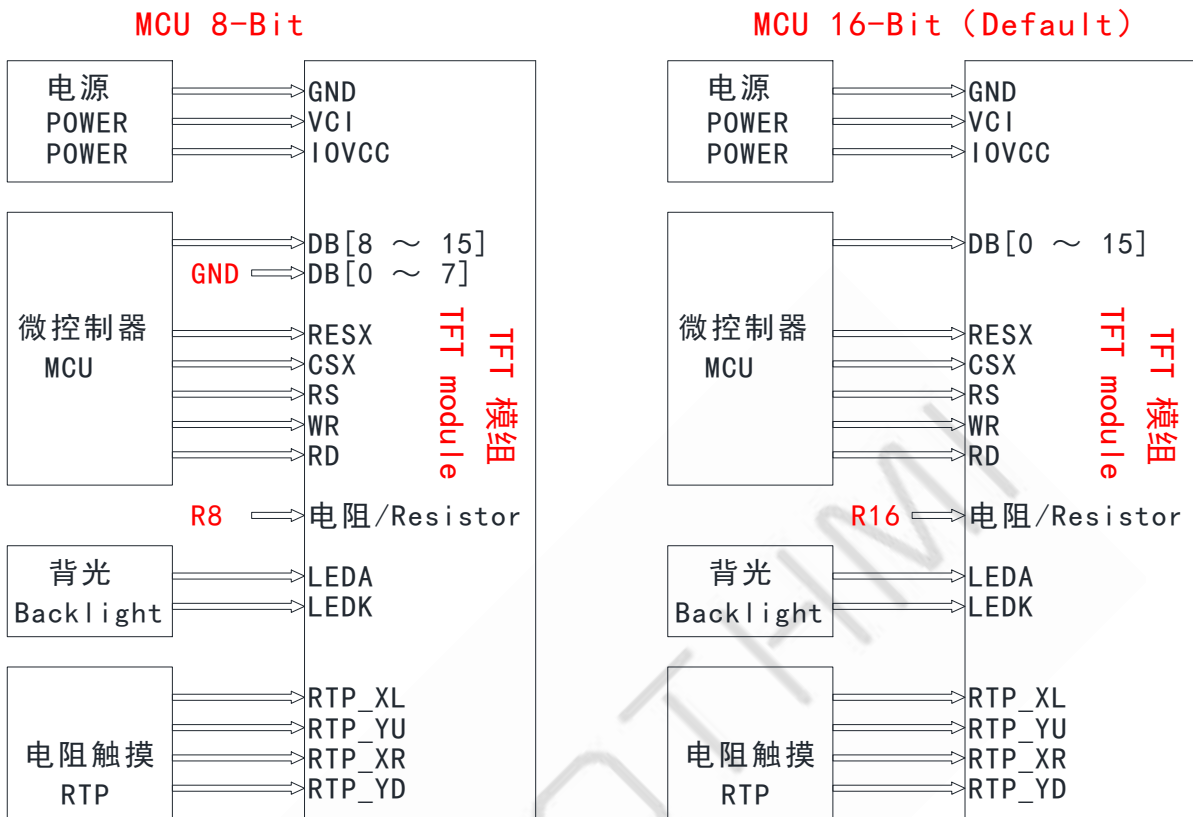 MCU 8-Bit
电源
POWER
POWER
GND
VCI
IOVCC
微控制器
MCU
DB[8 ～ 15]
GND
DB[0 ～ 7]
RESX
CSX
RS
WR
RD
TFT 模组
TFT module
R8
电阻/Resistor
背光
Backlight
LEDA
LEDK
电阻触摸
RTP
RTP_XL
RTP_YU
RTP_XR
RTP_YD
MCU 16-Bit（Default）
电源
POWER
POWER
GND
VCI
IOVCC
微控制器
MCU
DB[0 ～ 15]
RESX
CSX
RS
WR
RD
TFT 模组
TFT module
R16
电阻/Resistor
背光
Backlight
LEDA
LEDK
电阻触摸
RTP
RTP_XL
RTP_YU
RTP_XR
RTP_YD